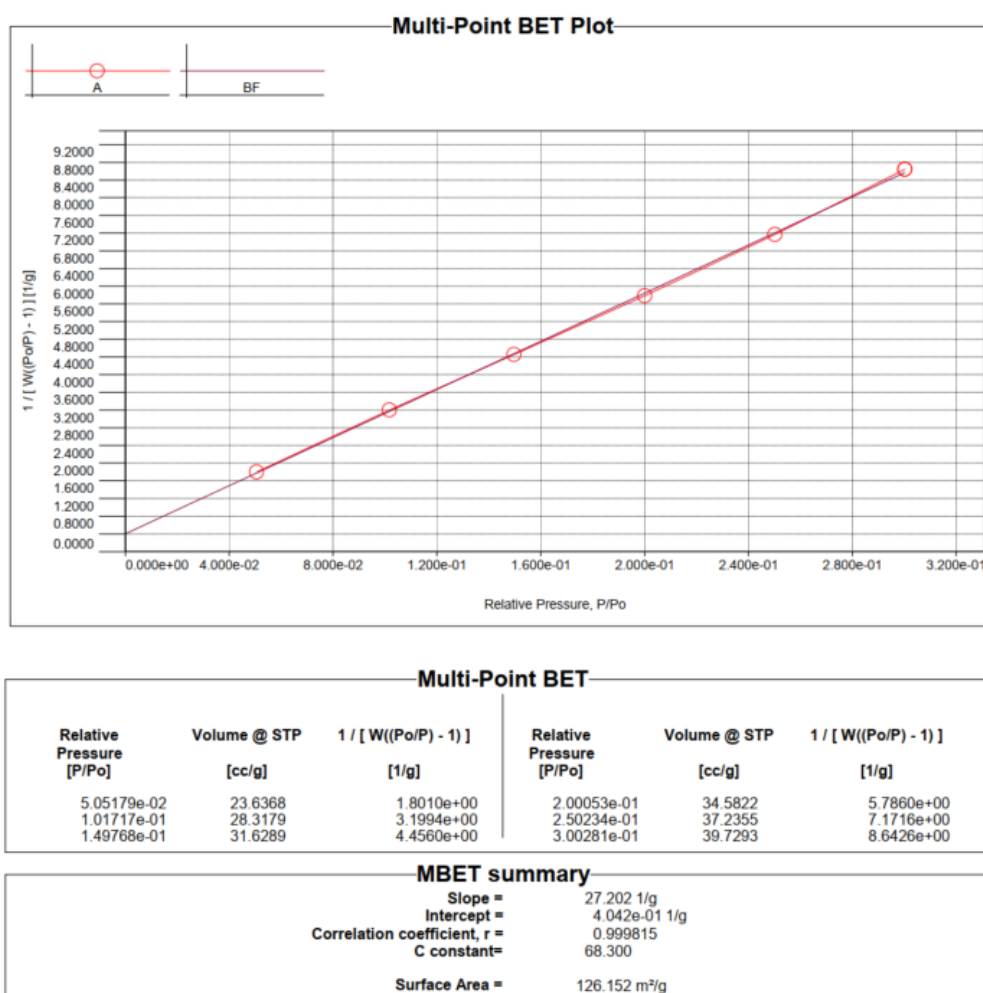 Multi-Point BET Plot
A BF
9.2000
8.8000
8.4000
8.0000
7.6000
7.2000
6.8000
6.4000
6.0000
5.6000
5.2000
4.8000
4.4000
4.0000
3.6000
3.2000
2.8000
2.4000
2.0000
1.6000
1.2000
0.8000
0.0000
1 / [ W((Po/P) - 1) ] [1/g]
0.000e+00 4.000e-02 8.000e-02 1.200e-01 1.600e-01 2.000e-01 2.400e-01 2.800e-01 3.200e-01
Relative Pressure, P/Po
Multi-Point BET
Relative Volume @ STP 1 / [ W((Po/P) - 1) ] Relative Volume @ STP 1 / [ W((Po/P) - 1) ]
Pressure Pressure
[P/Po] [cc/g] [1/g] [P/Po] [cc/g] [1/g]
5.05179e-02 23.6368 1.8010e+00 2.00053e-01 34.5822 5.7860e+00
1.01717e-01 28.3179 3.1994e+00 2.50234e-01 37.2355 7.1716e+00
1.49768e-01 31.6289 4.4560e+00 3.00281e-01 39.7293 8.6426e+00
MBET summary
Slope = 27.202 1/g
Intercept = 4.042e-01 1/g
Correlation coefficient, r = 0.999815
C constant= 68.300
Surface Area = 126.152 m²/g